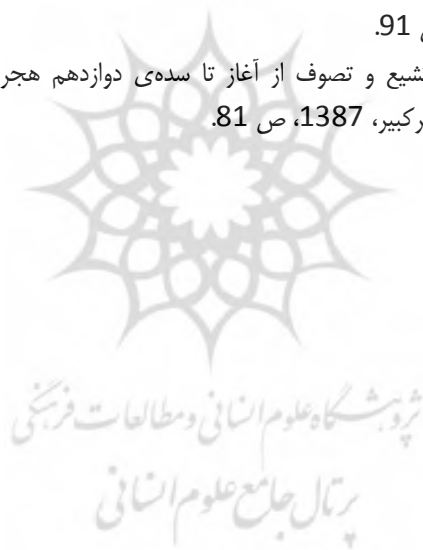 91.
شیع و تصوف از آغاز تا سده‌ی دوازدهم هجر
رکبیر، 1387، ص 81.
پژوهشگاه علوم انسانی و مطالعات فرهنگی
پرتال جامع علوم انسانی